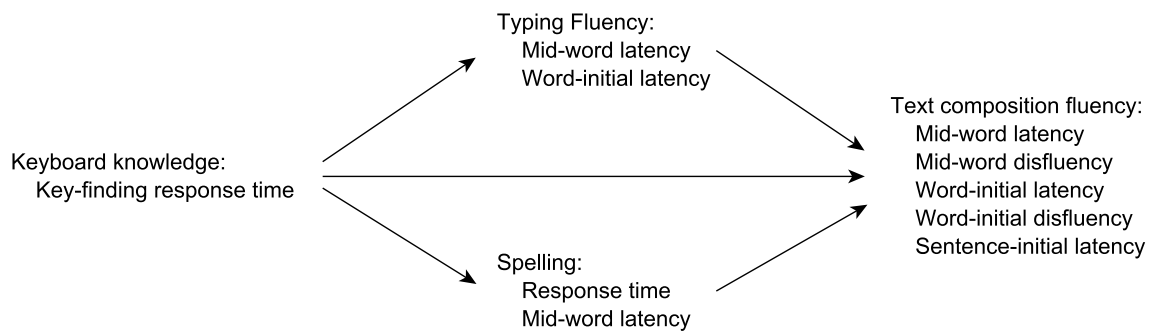 Typing Fluency:
Mid-word latency
Word-initial latency
Keyboard knowledge:
Key-finding response time
Text composition fluency:
Mid-word latency
Mid-word disfluency
Word-initial latency
Word-initial disfluency
Sentence-initial latency
Spelling:
Response time
Mid-word latency